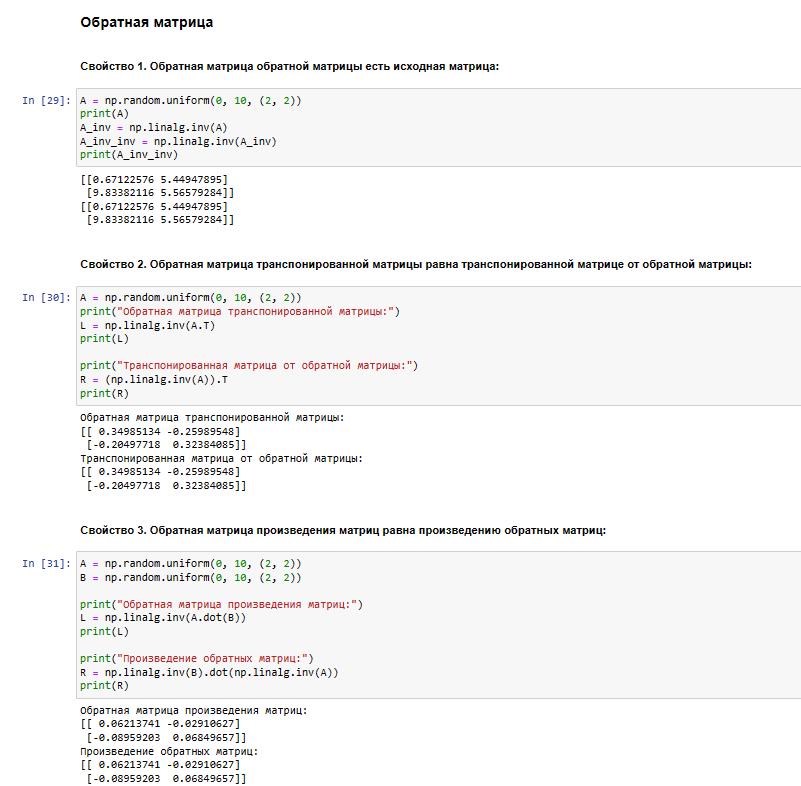 Обратная матрица
Свойство 1. Обратная матрица обратной матрицы есть исходная матрица:
In [29]: A = np.random.uniform(0, 10, (2, 2))
print(A)
A_inv = np.linalg.inv(A)
A_inv_inv = np.linalg.inv(A_inv)
print(A_inv_inv)
[[0.67122576 5.44947895]
 [9.83382116 5.56579284]]
[[0.67122576 5.44947895]
 [9.83382116 5.56579284]]
Свойство 2. Обратная матрица транспонированной матрицы равна транспонированной матрице от обратной матрицы:
In [30]: A = np.random.uniform(0, 10, (2, 2))
print("Обратная матрица транспонированной матрицы:")
L = np.linalg.inv(A.T)
print(L)
print("Транспонированная матрица от обратной матрицы:")
R = (np.linalg.inv(A)).T
print(R)
Обратная матрица транспонированной матрицы:
[[ 0.34985134 -0.25989548]
 [-0.20497718  0.32384085]]
Транспонированная матрица от обратной матрицы:
[[ 0.34985134 -0.25989548]
 [-0.20497718  0.32384085]]
Свойство 3. Обратная матрица произведения матриц равна произведению обратных матриц:
In [31]: A = np.random.uniform(0, 10, (2, 2))
B = np.random.uniform(0, 10, (2, 2))
print("Обратная матрица произведения матриц:")
L = np.linalg.inv(A.dot(B))
print(L)
print("Произведение обратных матриц:")
R = np.linalg.inv(B).dot(np.linalg.inv(A))
print(R)
Обратная матрица произведения матриц:
[[ 0.06213741 -0.02910627]
 [-0.08959203  0.06849657]]
Произведение обратных матриц:
[[ 0.06213741 -0.02910627]
 [-0.08959203  0.06849657]]